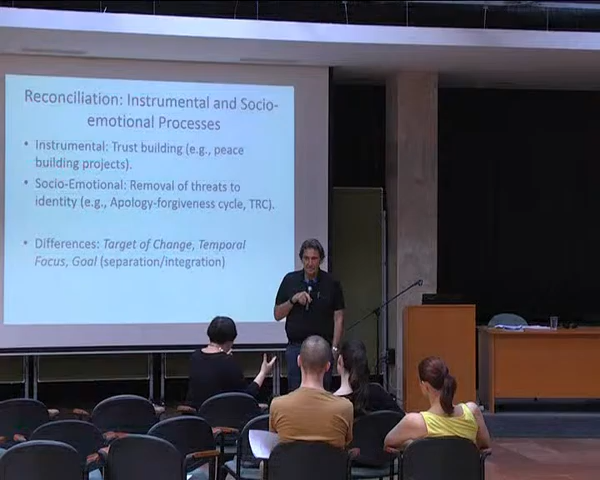 Reconciliation: Instrumental and Socio-
emotional Processes
• Instrumental: Trust building (e.g., peace
building projects).
• Socio-Emotional: Removal of threats to
identity (e.g., Apology-forgiveness cycle, TRC).
• Differences: Target of Change, Temporal
Focus, Goal (separation/integration)